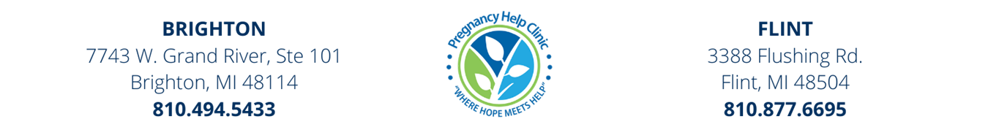 BRIGHTON
7743 W. Grand River, Ste 101
Brighton, MI 48114
810.494.5433
Pregnancy Help Clinic
"WHERE HOPE MEETS HELP"
FLINT
3388 Flushing Rd.
Flint, MI 48504
810.877.6695